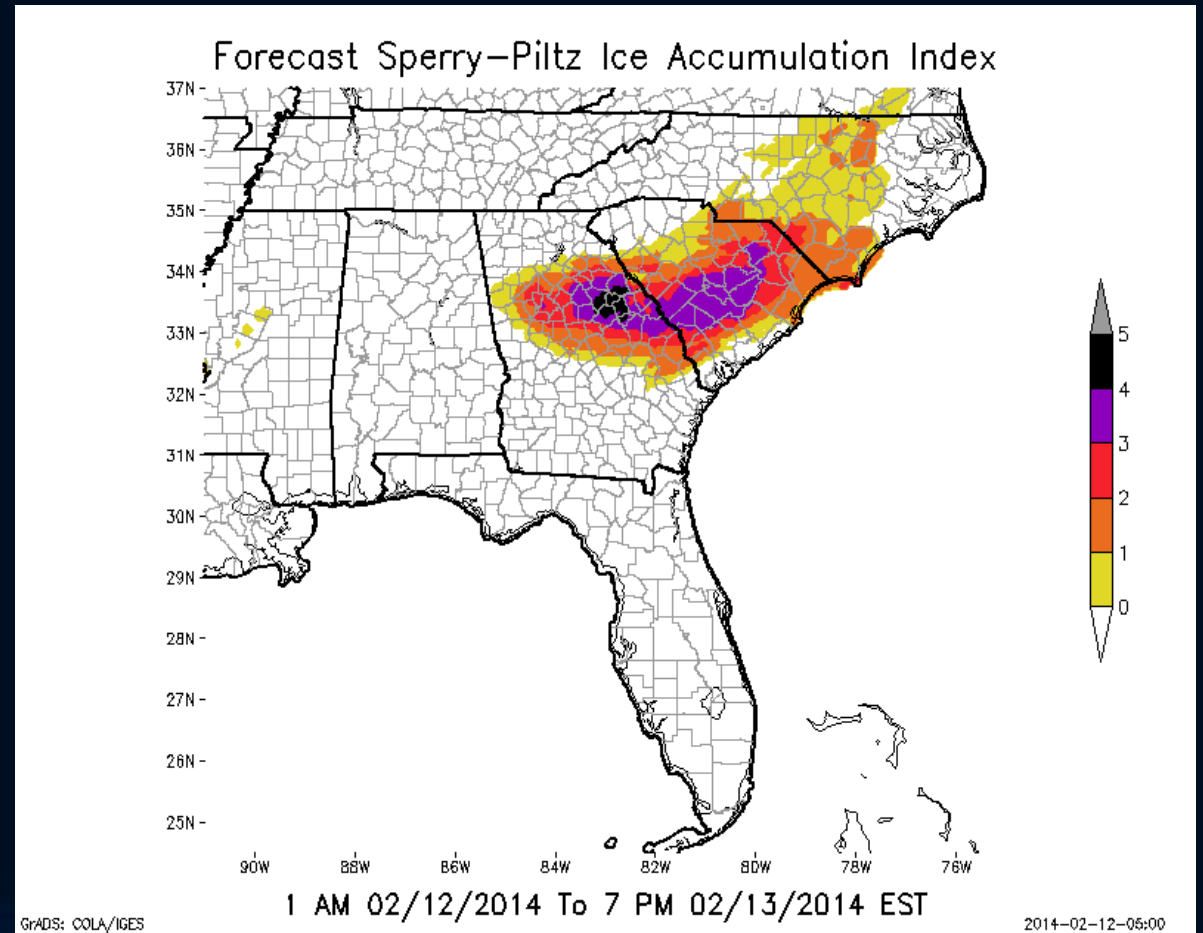 Forecast Sperry-Piltz Ice Accumulation Index
37N
36N
35N
34N
33N
32N
31N
30N
29N
28N
27N
26N
25N
90W 88W 86W 84W 82W 80W 78W 76W
5
4
3
2
1
0
1 AM 02/12/2014 To 7 PM 02/13/2014 EST
GrADS: COLA/IGES
2014-02-12-05:00